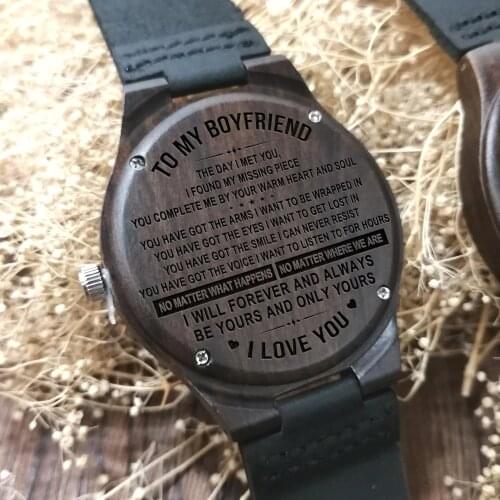 TO MY BOYFRIEND
THE DAY I MET YOU,
I FOUND MY MISSING PIECE
YOU COMPLETE ME BY YOUR WARM HEART AND SOUL
YOU HAVE GOT THE ARMS I WANT TO BE WRAPPED IN
YOU HAVE GOT THE EYES I WANT TO GET LOST IN
YOU HAVE GOT THE SMILE I CAN NEVER RESIST
YOU HAVE GOT THE VOICE I WANT TO LISTEN TO FOR HOURS
NO MATTER WHAT HAPPENS NO MATTER WHERE WE ARE
I WILL FOREVER AND ALWAYS
BE YOURS AND ONLY YOURS
I LOVE YOU